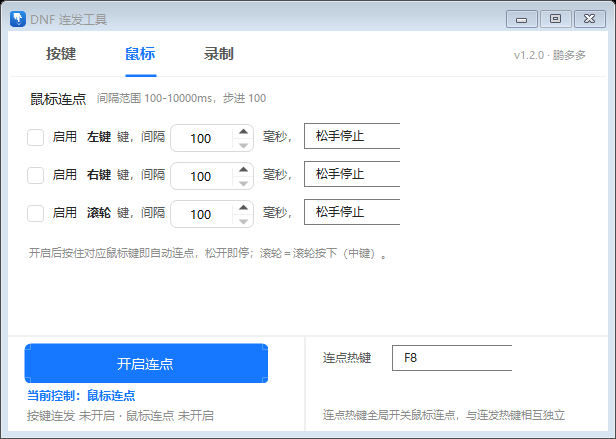 DNF 连发工具
按键 鼠标 录制 v1.2.0 · 鹏多多
鼠标连点 间隔范围 100-10000ms，步进 100
启用 左键 键，间隔 100 毫秒， 松手停止
启用 右键 键，间隔 100 毫秒， 松手停止
启用 滚轮 键，间隔 100 毫秒， 松手停止
开启后按住对应鼠标键即自动连点，松开即停；滚轮＝滚轮按下（中键）。
开启连点
当前控制：鼠标连点
按键连发 未开启 · 鼠标连点 未开启
连点热键 F8
连点热键全局开关鼠标连点，与连发热键相互独立